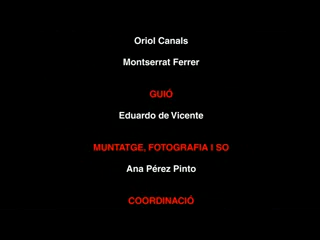 Oriol Canals
Montserrat Ferrer
GUIÓ
Eduardo de Vicente
MUNTATGE, FOTOGRAFIA I SO
Ana Pérez Pinto
COORDINACIÓ